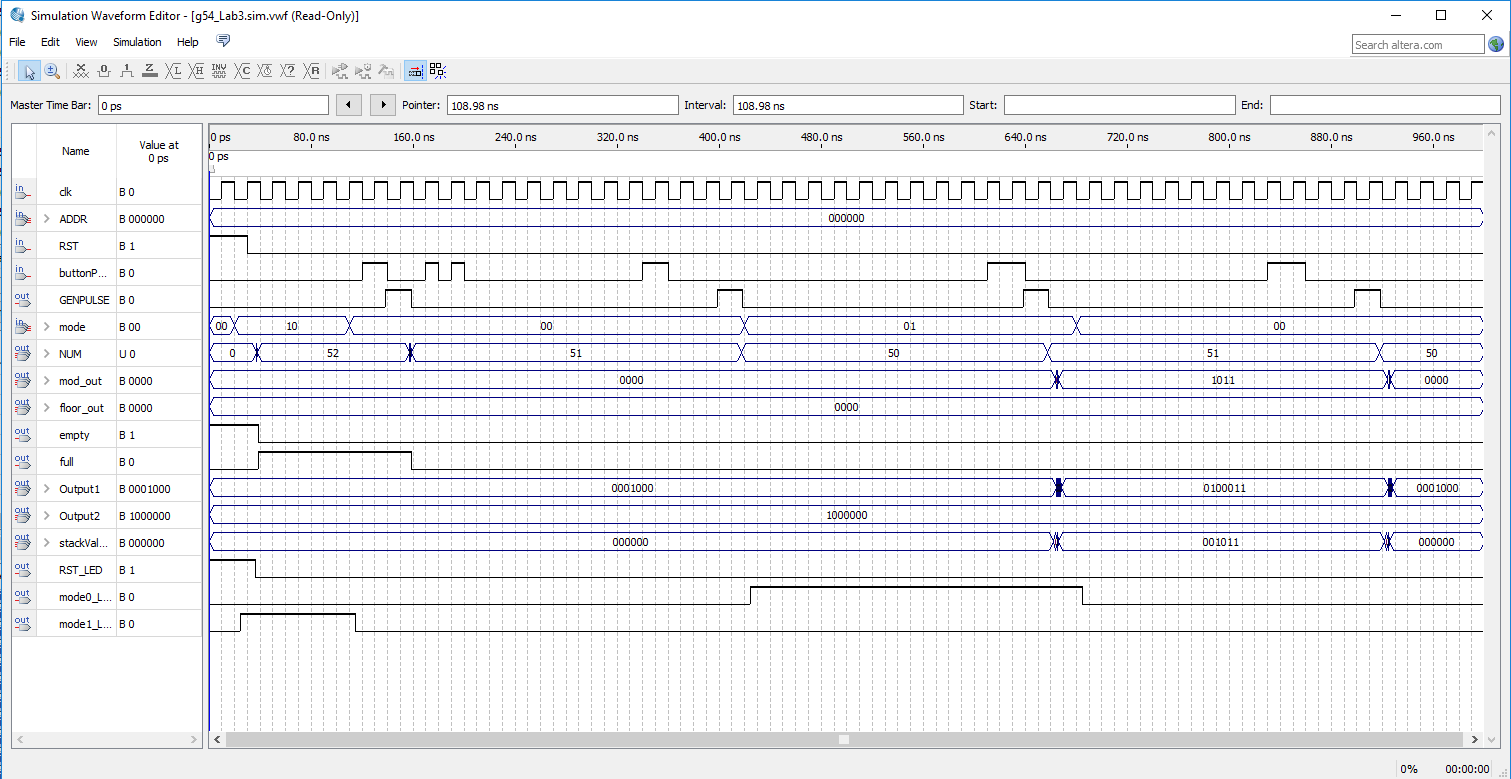 Simulation Waveform Editor - [g54_Lab3.sim.vwf (Read-Only)]
File Edit View Simulation Help
Search altera.com
Master Time Bar: 0 ps Pointer: 108.98 ns Interval: 108.98 ns Start: End:
Name Value at 0 ps
0 ps 80.0 ns 160.0 ns 240.0 ns 320.0 ns 400.0 ns 480.0 ns 560.0 ns 640.0 ns 720.0 ns 800.0 ns 880.0 ns 960.0 ns
0 ps
in clk B 0
in ADDR B 000000 000000
in RST B 1
in buttonP... B 0
out GENPULSE B 0
in mode B 00 00 10 00 01 00
out NUM U 0 0 52 51 50 51 50
out mod_out B 0000 0000 1011 0000
out floor_out B 0000 0000
out empty B 1
out full B 0
out Output1 B 0001000 0001000 0100011 0001000
out Output2 B 1000000 1000000
out stackVal... B 000000 000000 001011 000000
out RST_LED B 1
out mode0_L... B 0
out mode1_L... B 0
0% 00:00:00